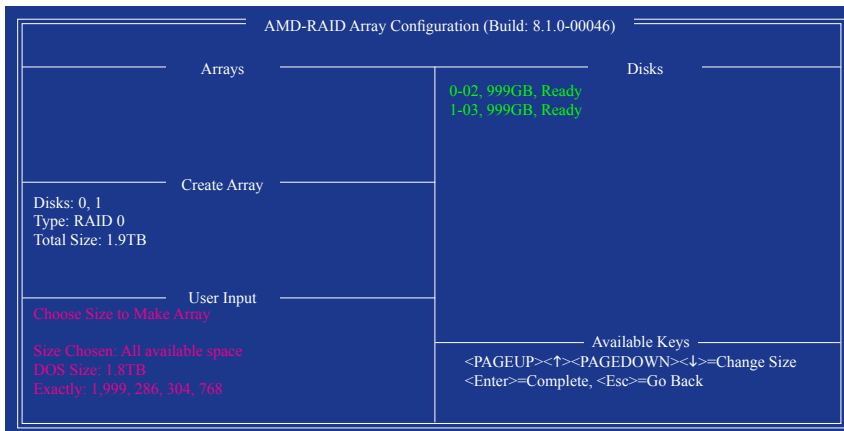 AMD-RAID Array Configuration (Build: 8.1.0-00046)
Arrays
Create Array
Disks: 0, 1
Type: RAID 0
Total Size: 1.9TB
User Input
Choose Size to Make Array
Size Chosen: All available space
DOS Size: 1.8TB
Exactly: 1,999, 286, 304, 768
Disks
0-02, 999GB, Ready
1-03, 999GB, Ready
Available Keys
<PAGEUP><↑><PAGEDOWN><↓>=Change Size
<Enter>=Complete, <Esc>=Go Back